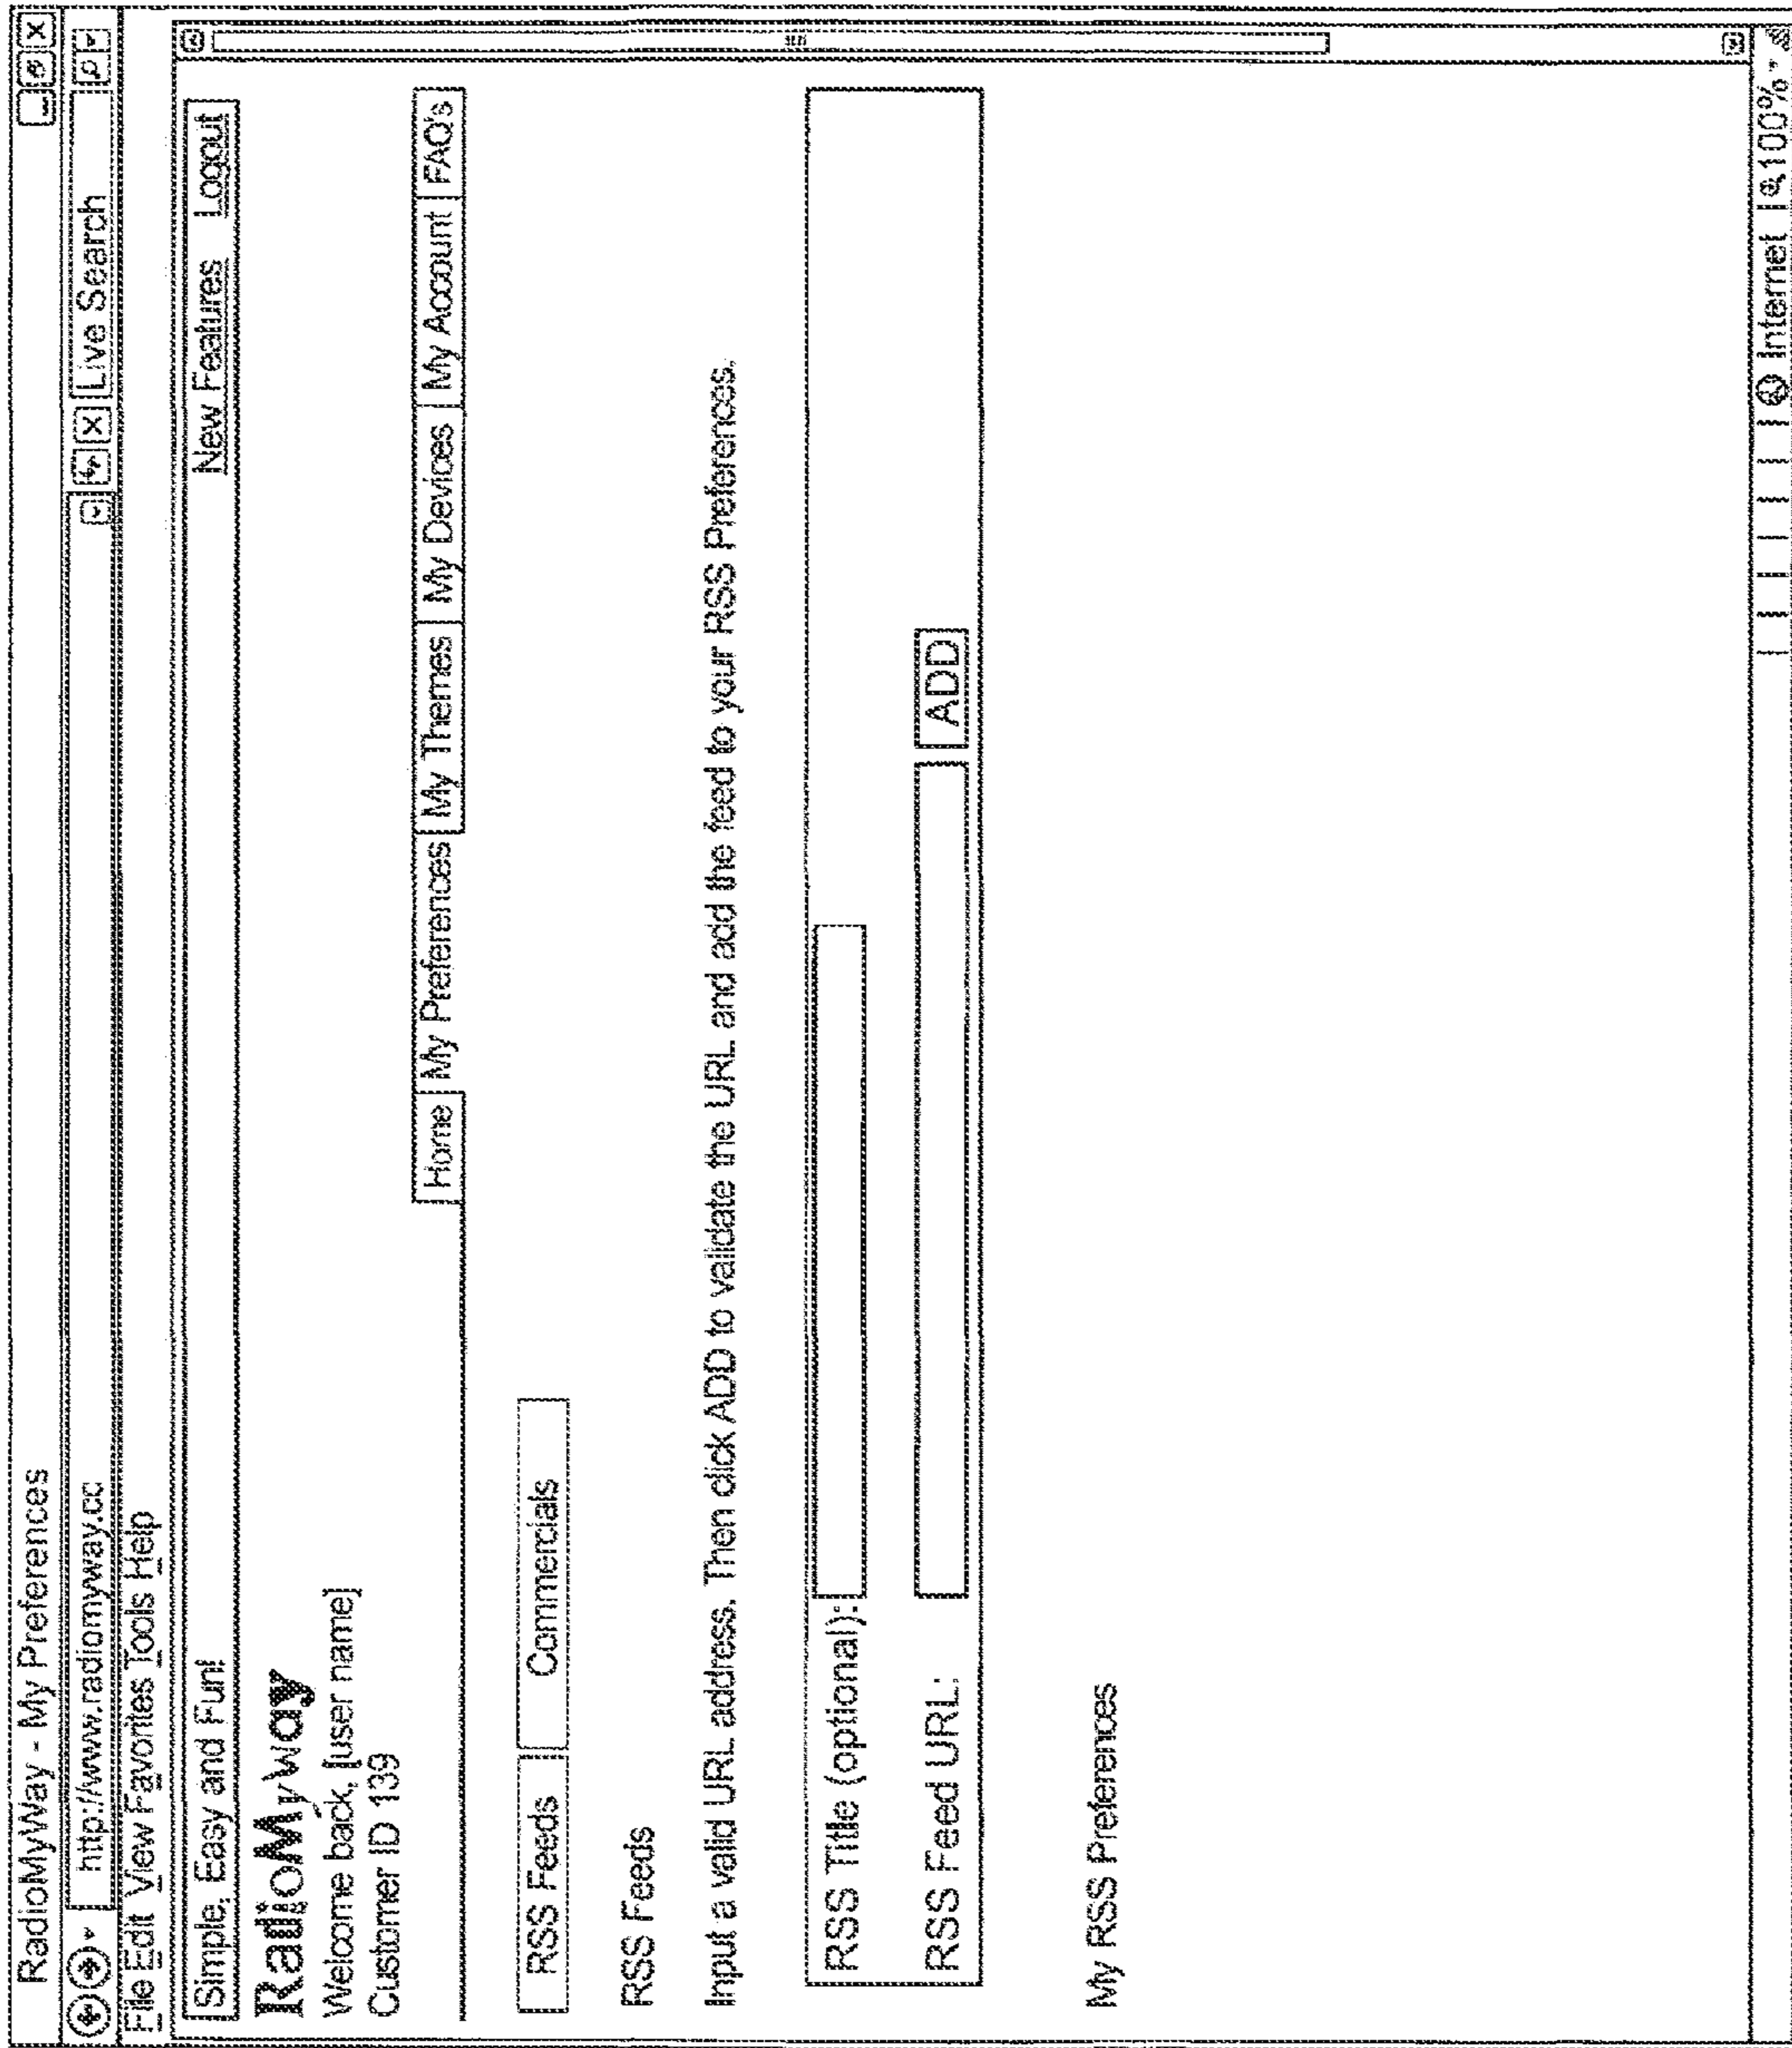 RadioMyWay - My Preferences
http://www.radiomyway.cc
Live Search
File Edit View Favorites Tools Help
Simple, Easy and Fun! New Features Logout
RadioMyWay
Welcome back, [user name]
Customer ID 139
Home My Preferences My Themes My Devices My Account FAQ's
RSS Feeds Commercials
RSS Feeds
Input a valid URL address. Then click ADD to validate the URL and add the feed to your RSS Preferences.
RSS Title (optional):
RSS Feed URL: ADD
My RSS Preferences
Internet 100%